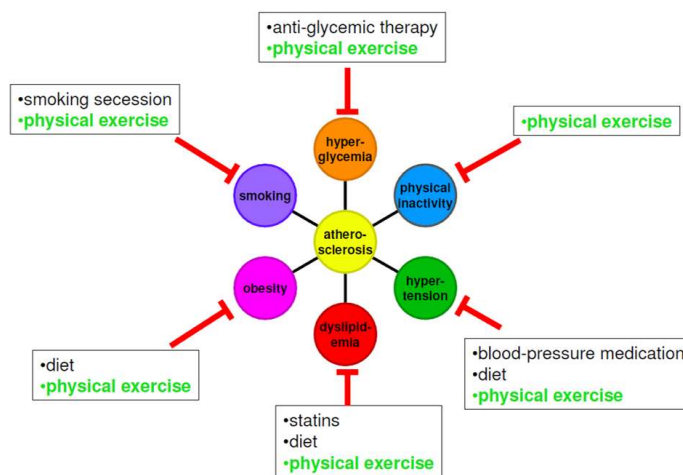 •anti-glycemic therapy
•physical exercise
•smoking secession
•physical exercise
•physical exercise
hyper-
glycemia
smoking
physical
inactivity
athero-
sclerosis
obesity
hyper-
tension
dyslipid-
emia
•diet
•physical exercise
•blood-pressure medication
•diet
•physical exercise
•statins
•diet
•physical exercise